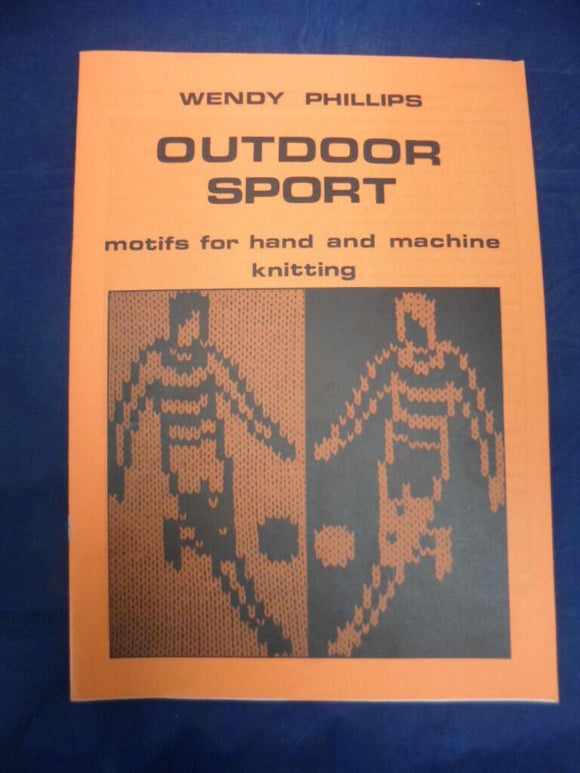 WENDY PHILLIPS
OUTDOOR
SPORT
motifs for hand and machine
knitting